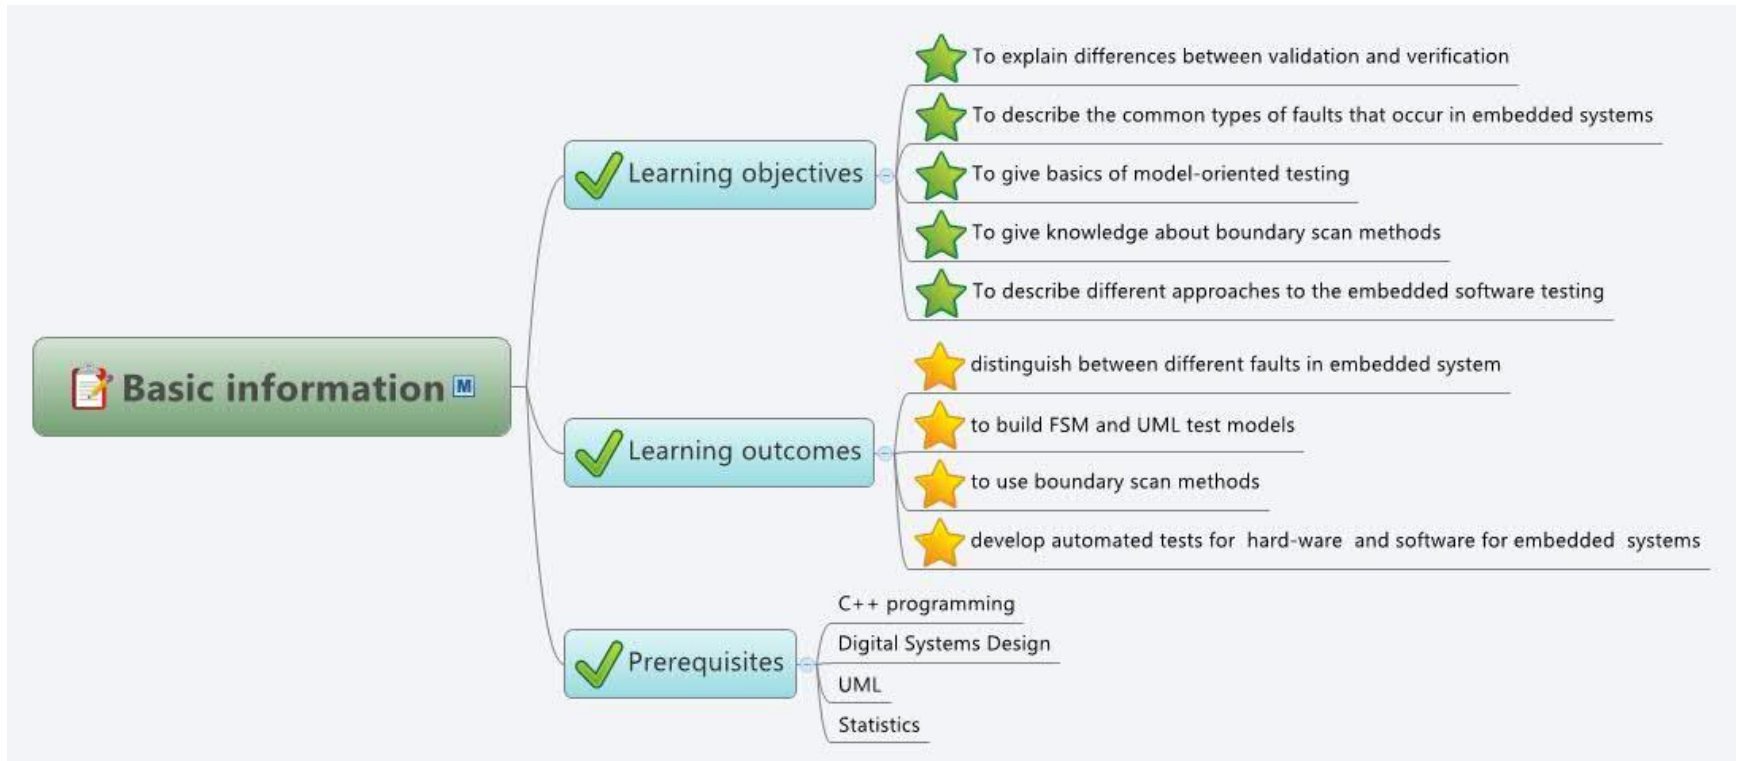 To explain differences between validation and verification
To describe the common types of faults that occur in embedded systems
Learning objectives
To give basics of model-oriented testing
To give knowledge about boundary scan methods
To describe different approaches to the embedded software testing
Basic information M
distinguish between different faults in embedded system
to build FSM and UML test models
Learning outcomes
to use boundary scan methods
develop automated tests for hard-ware and software for embedded systems
C++ programming
Digital Systems Design
Prerequisites
UML
Statistics